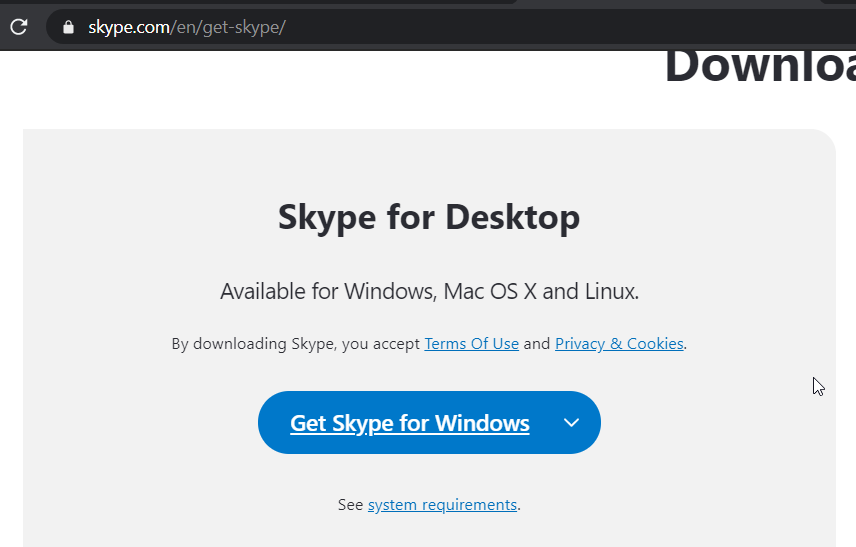 skype.com/en/get-skype/
Skype for Desktop
Available for Windows, Mac OS X and Linux.
By downloading Skype, you accept Terms Of Use and Privacy & Cookies.
Get Skype for Windows
See system requirements.